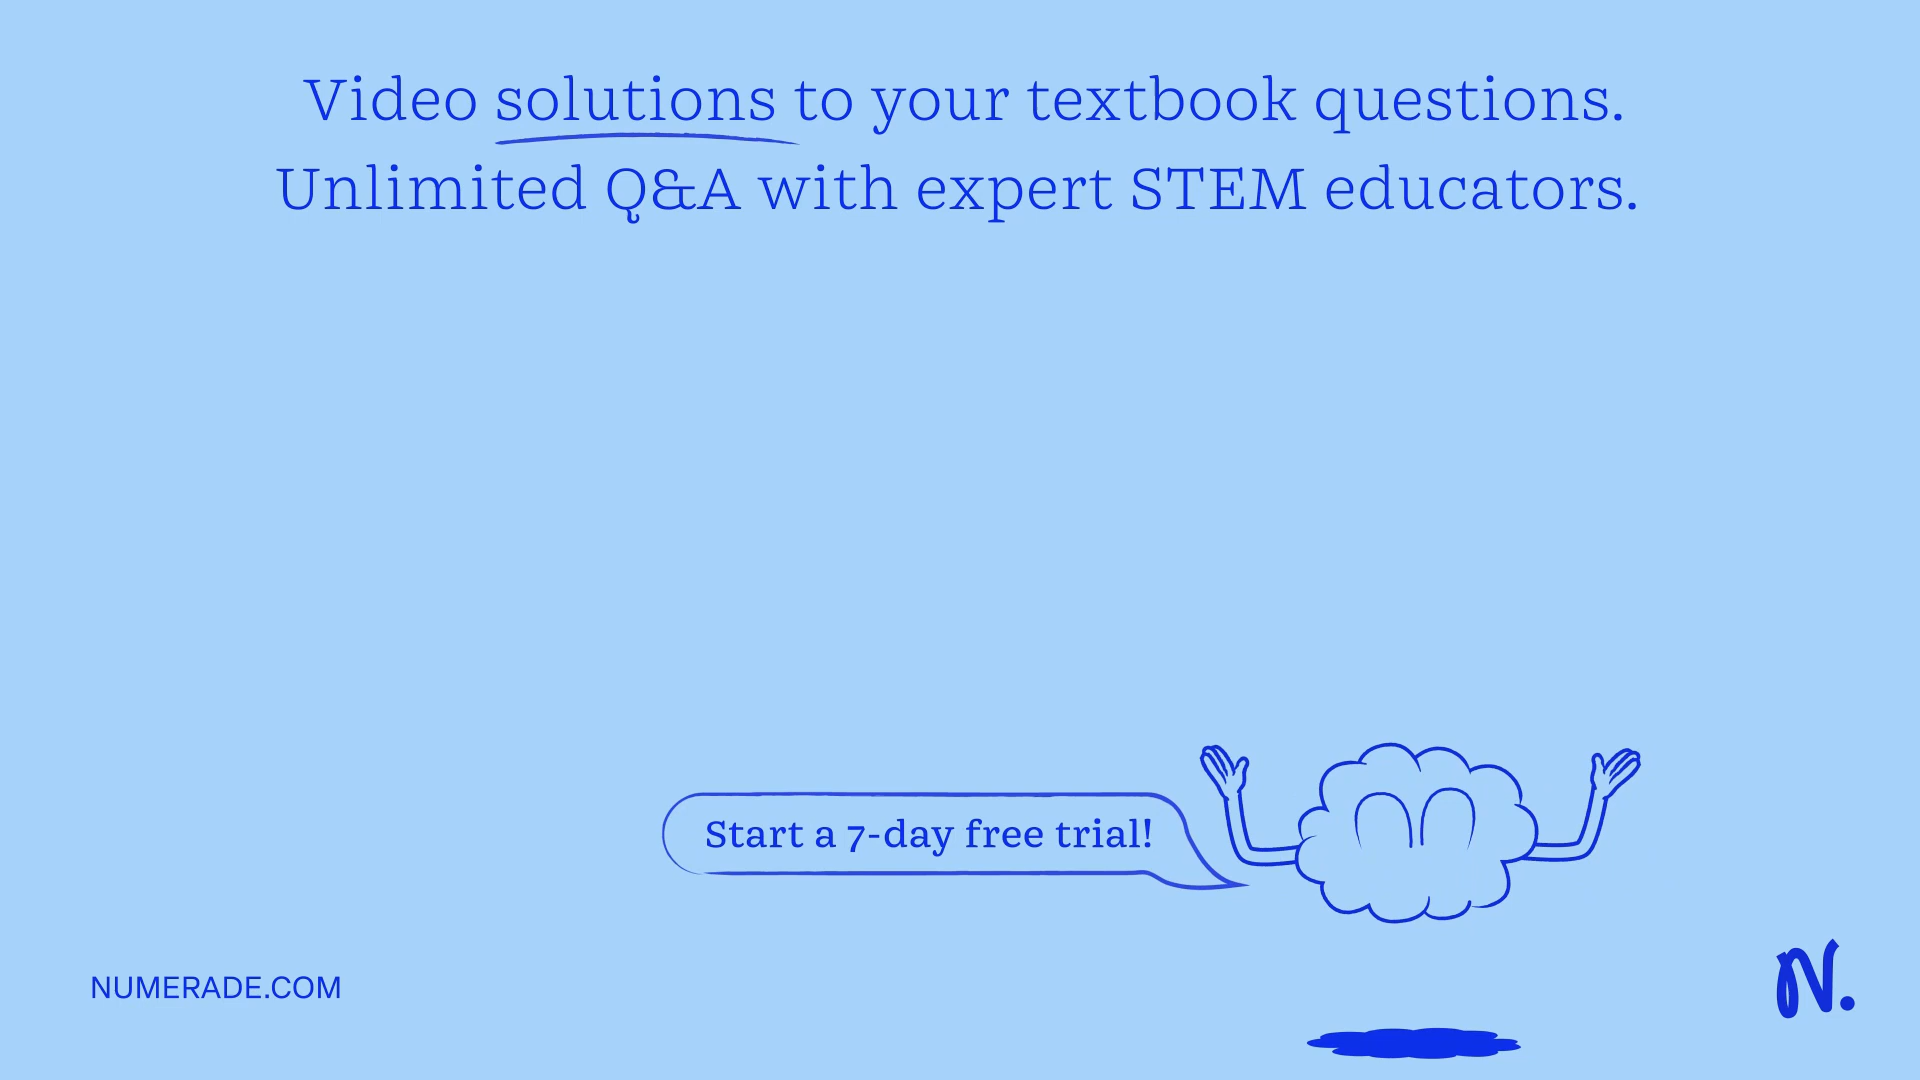 Video solutions to your textbook questions.
Unlimited Q&A with expert STEM educators.
Start a 7-day free trial!
NUMERADE.COM
N.